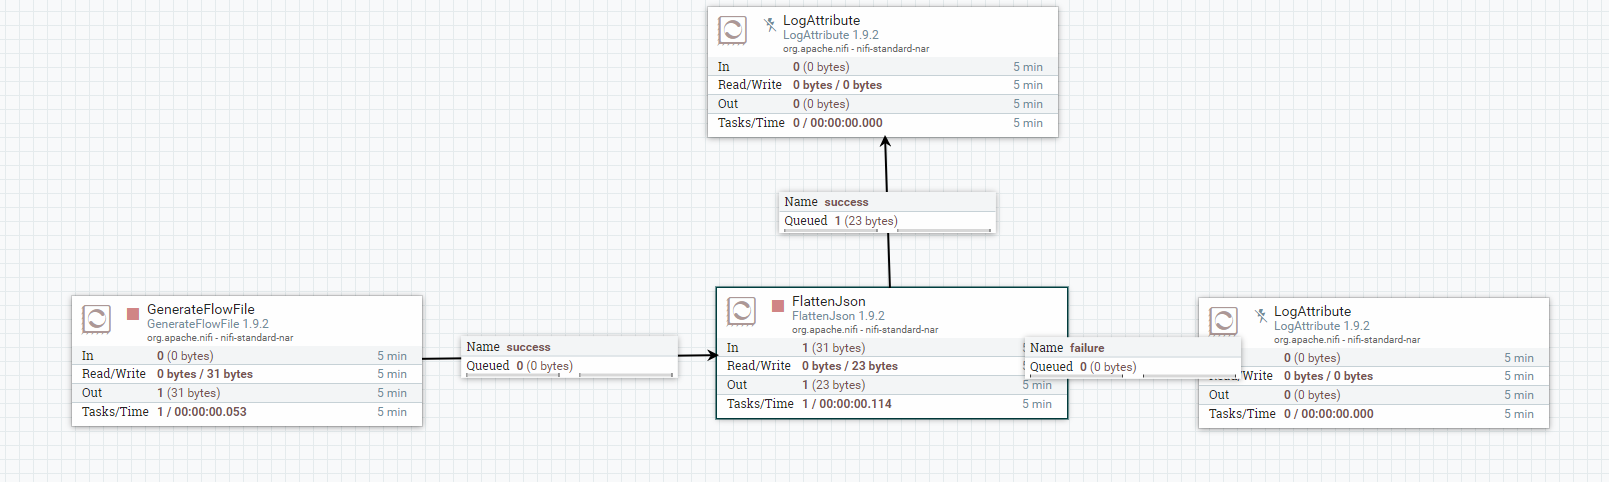 LogAttribute
LogAttribute 1.9.2
org.apache.nifi - nifi-standard-nar
In 0 (0 bytes) 5 min
Read/Write 0 bytes / 0 bytes 5 min
Out 0 (0 bytes) 5 min
Tasks/Time 0 / 00:00:00.000 5 min
Name success
Queued 1 (23 bytes)
GenerateFlowFile
GenerateFlowFile 1.9.2
org.apache.nifi - nifi-standard-nar
In 0 (0 bytes) 5 min
Read/Write 0 bytes / 31 bytes 5 min
Out 1 (31 bytes) 5 min
Tasks/Time 1 / 00:00:00.053 5 min
Name success
Queued 0 (0 bytes)
FlattenJson
FlattenJson 1.9.2
org.apache.nifi - nifi-standard-nar
In 1 (31 bytes)
Read/Write 0 bytes / 23 bytes
Out 1 (23 bytes) 5 min
Tasks/Time 1 / 00:00:00.114 5 min
Name failure
Queued 0 (0 bytes)
LogAttribute
LogAttribute 1.9.2
org.apache.nifi - nifi-standard-nar
0 (0 bytes) 5 min
Read/Write 0 bytes / 0 bytes 5 min
Out 0 (0 bytes) 5 min
Tasks/Time 0 / 00:00:00.000 5 min